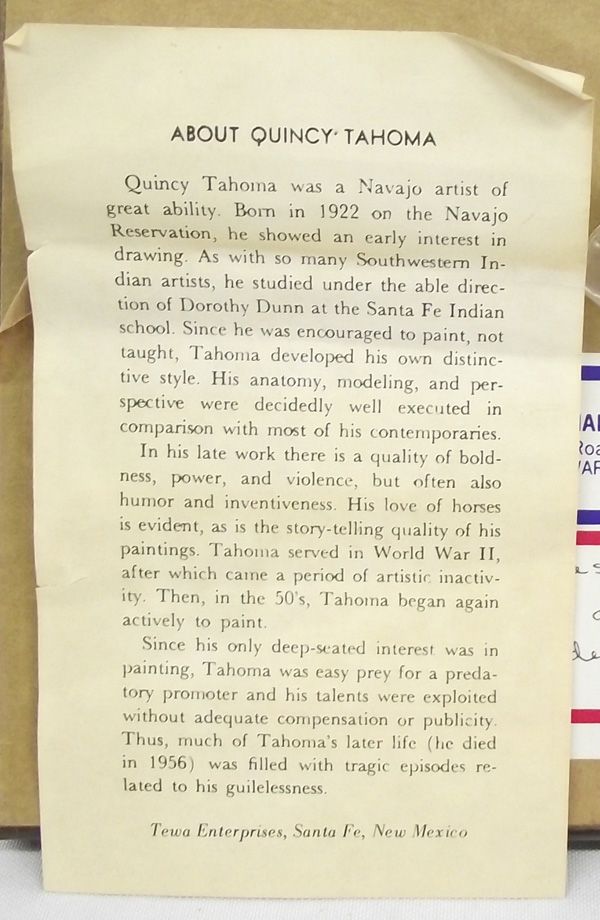 ABOUT QUINCY TAHOMA
Quincy Tahoma was a Navajo artist of
great ability. Born in 1922 on the Navajo
Reservation, he showed an early interest in
drawing. As with so many Southwestern In-
dian artists, he studied under the able direc-
tion of Dorothy Dunn at the Santa Fe Indian
school. Since he was encouraged to paint, not
taught, Tahoma developed his own distinc-
tive style. His anatomy, modeling, and per-
spective were decidedly well executed in
comparison with most of his contemporaries.
In his late work there is a quality of bold-
ness, power, and violence, but often also
humor and inventiveness. His love of horses
is evident, as is the story-telling quality of his
paintings. Tahoma served in World War II,
after which came a period of artistic inactiv-
ity. Then, in the 50's, Tahoma began again
actively to paint.
Since his only deep-seated interest was in
painting, Tahoma was easy prey for a preda-
tory promoter and his talents were exploited
without adequate compensation or publicity.
Thus, much of Tahoma's later life (he died
in 1956) was filled with tragic episodes re-
lated to his guilelessness.
Tewa Enterprises, Santa Fe, New Mexico